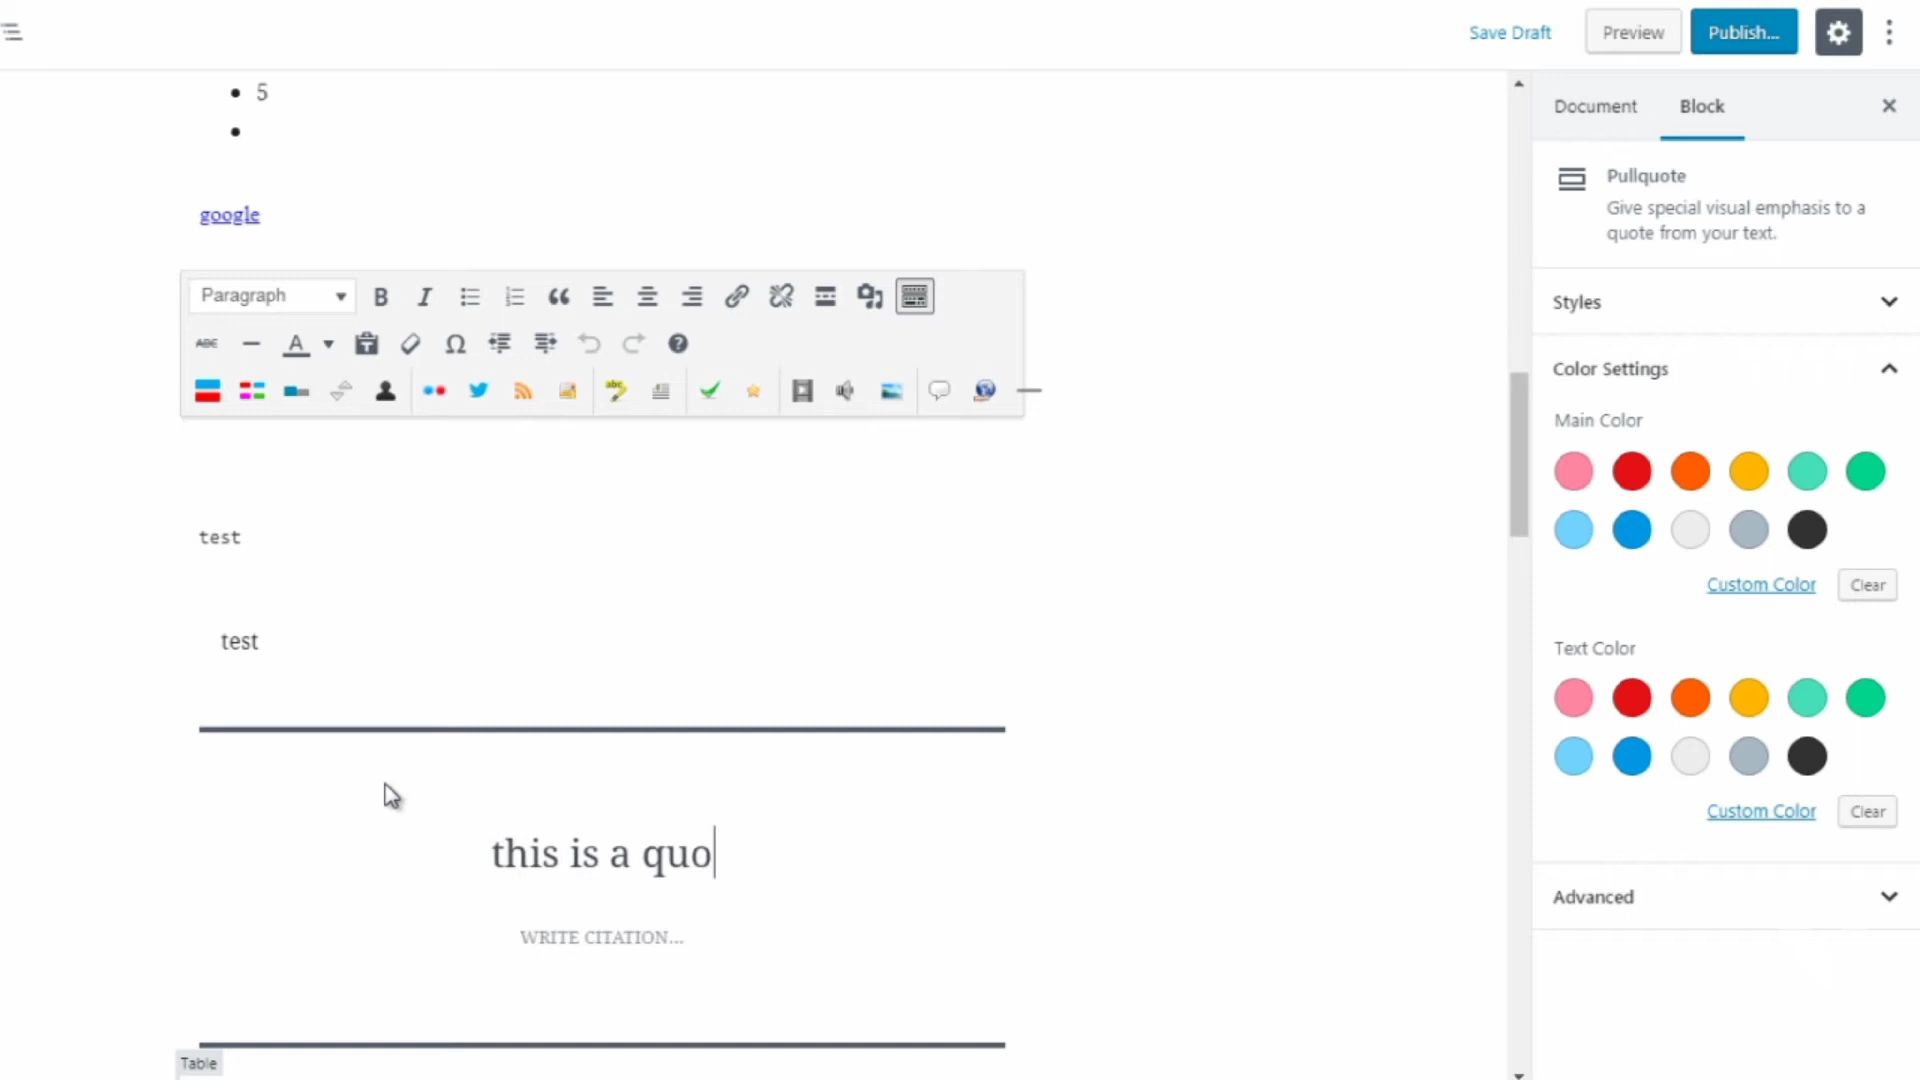 Save Draft Preview Publish...
5
google
Paragraph
ABC
abc
test
test
this is a quo
WRITE CITATION...
Table
Document Block
Pullquote
Give special visual emphasis to a
quote from your text.
Styles
Color Settings
Main Color
Custom Color Clear
Text Color
Custom Color Clear
Advanced